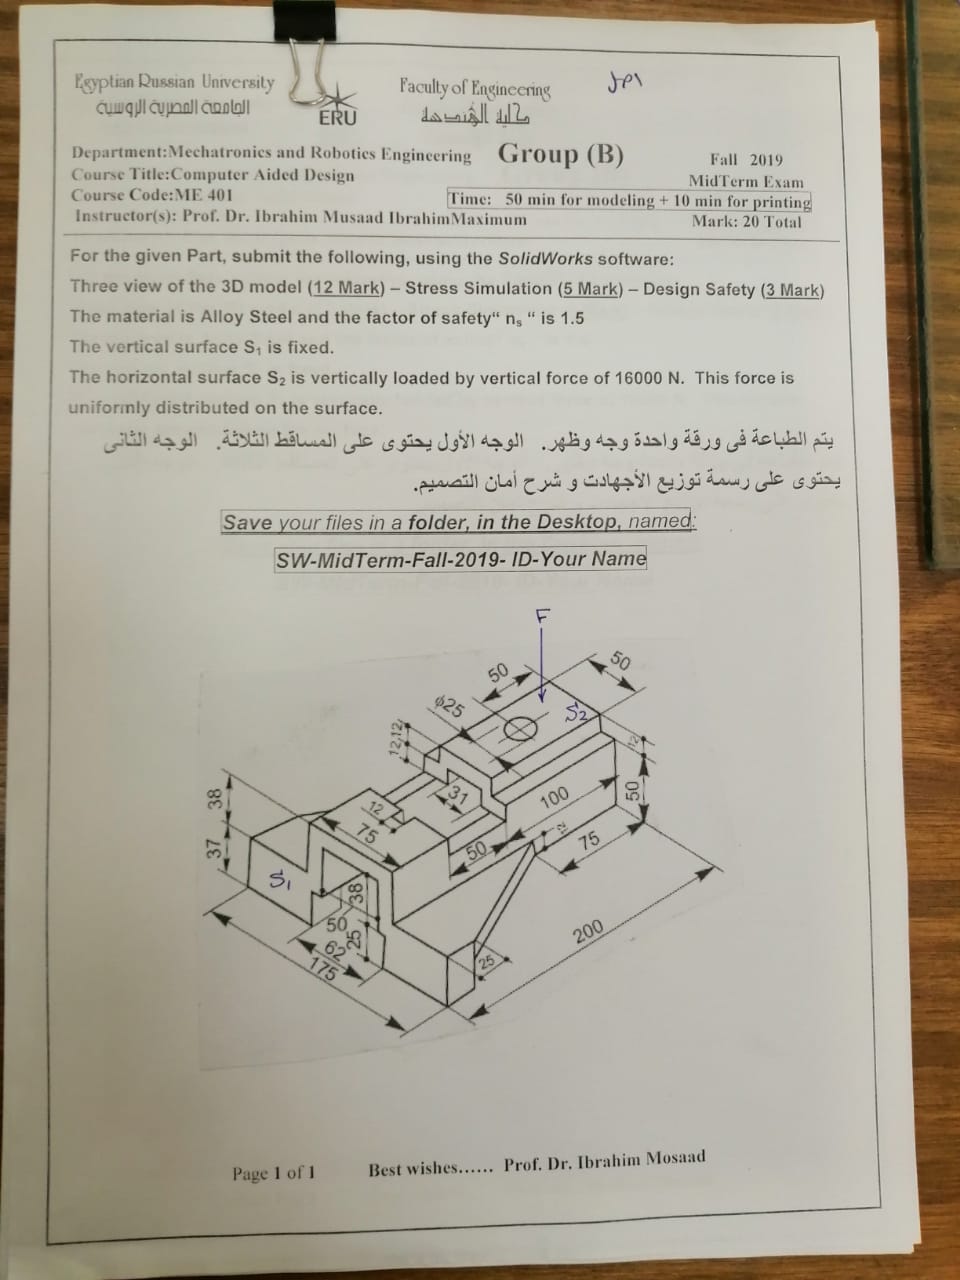 أصل
Egyptian Russian University
Faculty of Engineering
الجامعة المصرية الروسية
ERU
كلية الهندسة
Department:Mechatronics and Robotics Engineering Group (B) Fall 2019
Course Title:Computer Aided Design MidTerm Exam
Course Code:ME 401 Time: 50 min for modeling + 10 min for printing
Instructor(s): Prof. Dr. Ibrahim Musaad IbrahimMaximum Mark: 20 Total
For the given Part, submit the following, using the SolidWorks software:
Three view of the 3D model (12 Mark) – Stress Simulation (5 Mark) – Design Safety (3 Mark)
The material is Alloy Steel and the factor of safety“ ns “ is 1.5
The vertical surface S1 is fixed.
The horizontal surface S2 is vertically loaded by vertical force of 16000 N. This force is
uniformly distributed on the surface.
يتم الطباعة فى ورقة واحدة وجه وظهر. الوجه الأول يحتوى على المساقط الثلاثة. الوجه الثانى
يحتوى على رسمة توزيع الأجهادت و شرح أمان التصميم.
Save your files in a folder, in the Desktop, named:
SW-MidTerm-Fall-2019- ID-Your Name
F
50
50
ϕ25
S2
12,12
12
31
38
12
100
50
75
12
37
50
75
S1
38
50
25
200
62
25
175
Page 1 of 1 Best wishes...... Prof. Dr. Ibrahim Mosaad